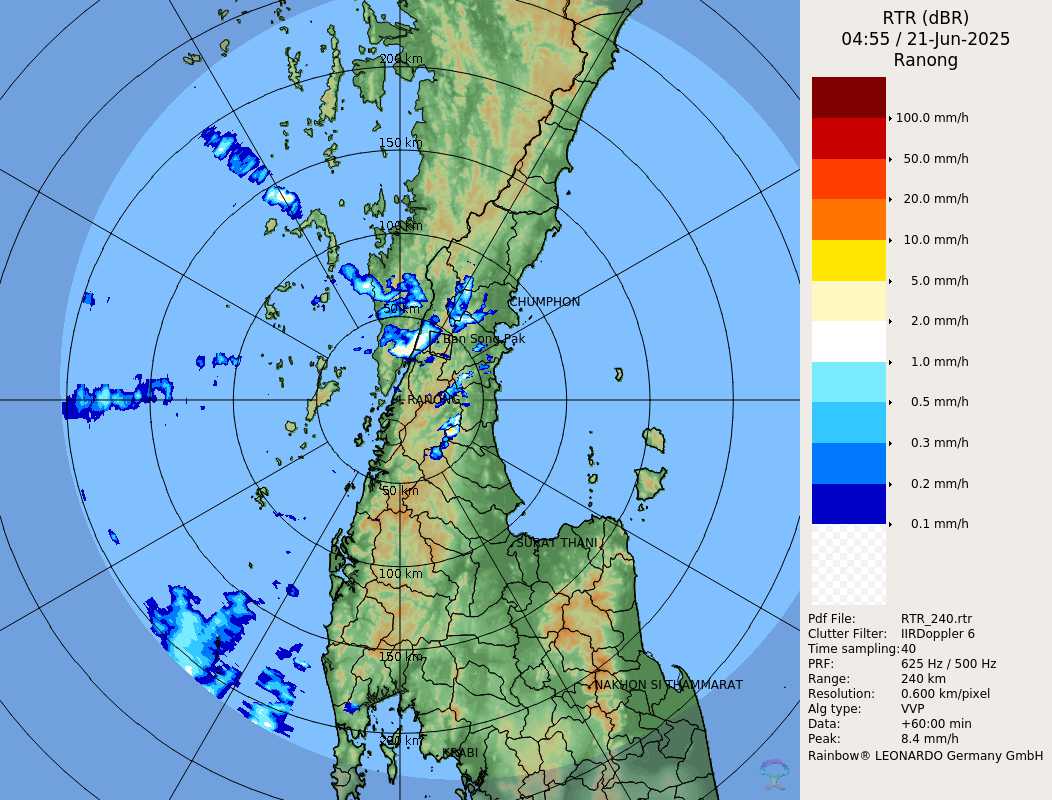 RTR (dBR)
04:55 / 21-Jun-2025
Ranong
100.0 mm/h
50.0 mm/h
20.0 mm/h
10.0 mm/h
5.0 mm/h
2.0 mm/h
1.0 mm/h
0.5 mm/h
0.3 mm/h
0.2 mm/h
0.1 mm/h
200 km
150 km
100 km
CHUMPHON
50 km
Ban Song Pak
RANONG
50 km
SURAT THANI
100 km
150 km
NAKHON SI THAMMARAT
200 km
KRABI
Pdf File: RTR_240.rtr
Clutter Filter: IIRDoppler 6
Time sampling: 40
PRF: 625 Hz / 500 Hz
Range: 240 km
Resolution: 0.600 km/pixel
Alg type: VVP
Data: +60:00 min
Peak: 8.4 mm/h
Rainbow® LEONARDO Germany GmbH